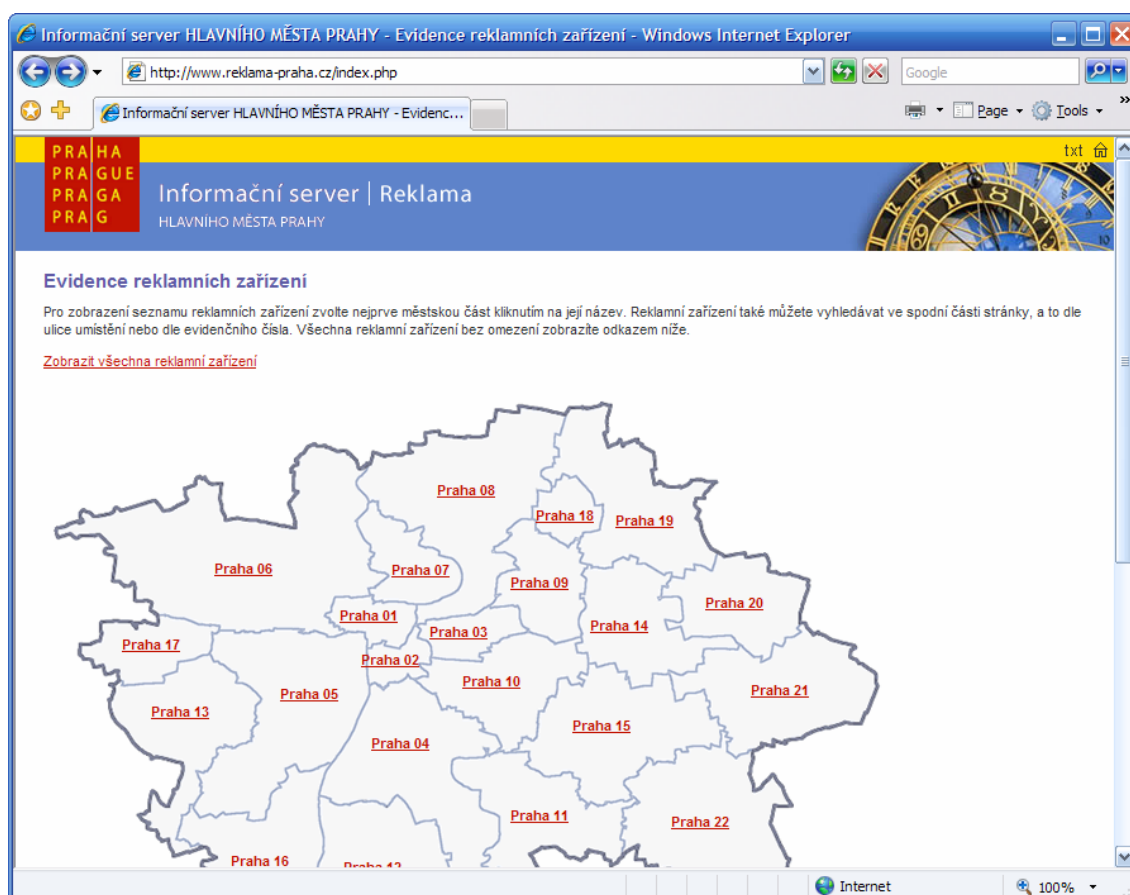 Informační server HLAVNÍHO MĚSTA PRAHY - Evidence reklamních zařízení - Windows Internet Explorer
http://www.reklama-praha.cz/index.php
Google
Informační server HLAVNÍHO MĚSTA PRAHY - Evidenc...
Page
Tools
»
txt
PRAHA
PRAGUE
PRAGA
PRAG
Informační server | Reklama
HLAVNÍHO MĚSTA PRAHY
Evidence reklamních zařízení
Pro zobrazení seznamu reklamních zařízení zvolte nejprve městskou část kliknutím na její název. Reklamní zařízení také můžete vyhledávat ve spodní části stránky, a to dle
ulice umístění nebo dle evidenčního čísla. Všechna reklamní zařízení bez omezení zobrazíte odkazem níže.
Zobrazit všechna reklamní zařízení
Praha 08
Praha 18
Praha 19
Praha 06
Praha 07
Praha 09
Praha 20
Praha 01
Praha 14
Praha 03
Praha 17
Praha 02
Praha 10
Praha 05
Praha 21
Praha 13
Praha 15
Praha 04
Praha 11
Praha 22
Praha 16
Praha 12
Internet
100%